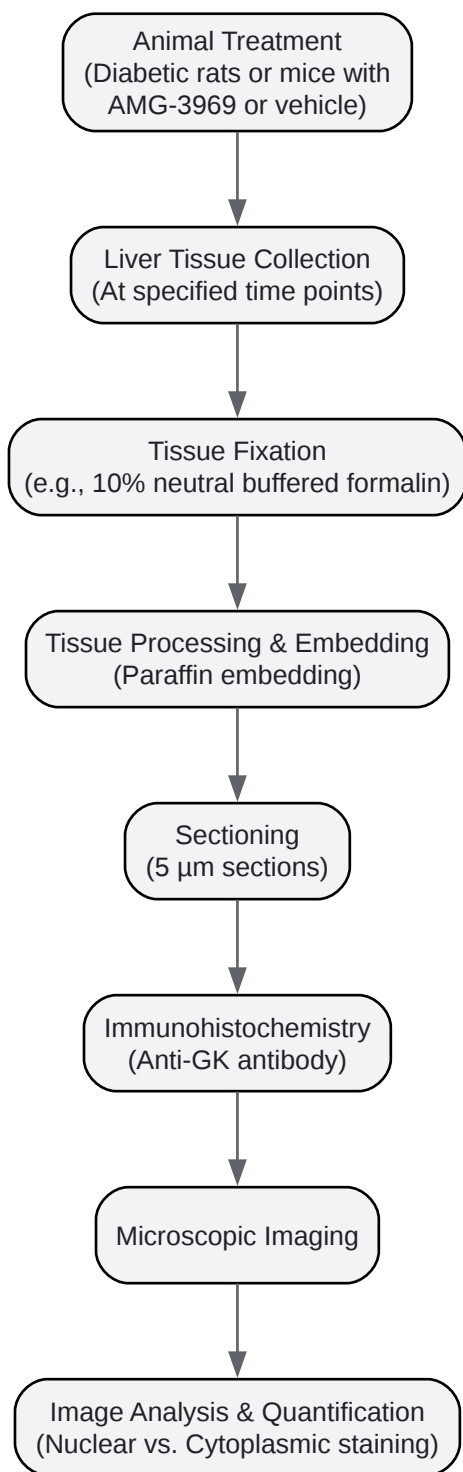 Animal Treatment
(Diabetic rats or mice with
AMG-3969 or vehicle)
Liver Tissue Collection
(At specified time points)
Tissue Fixation
(e.g., 10% neutral buffered formalin)
Tissue Processing & Embedding
(Paraffin embedding)
Sectioning
(5 µm sections)
Immunohistochemistry
(Anti-GK antibody)
Microscopic Imaging
Image Analysis & Quantification
(Nuclear vs. Cytoplasmic staining)